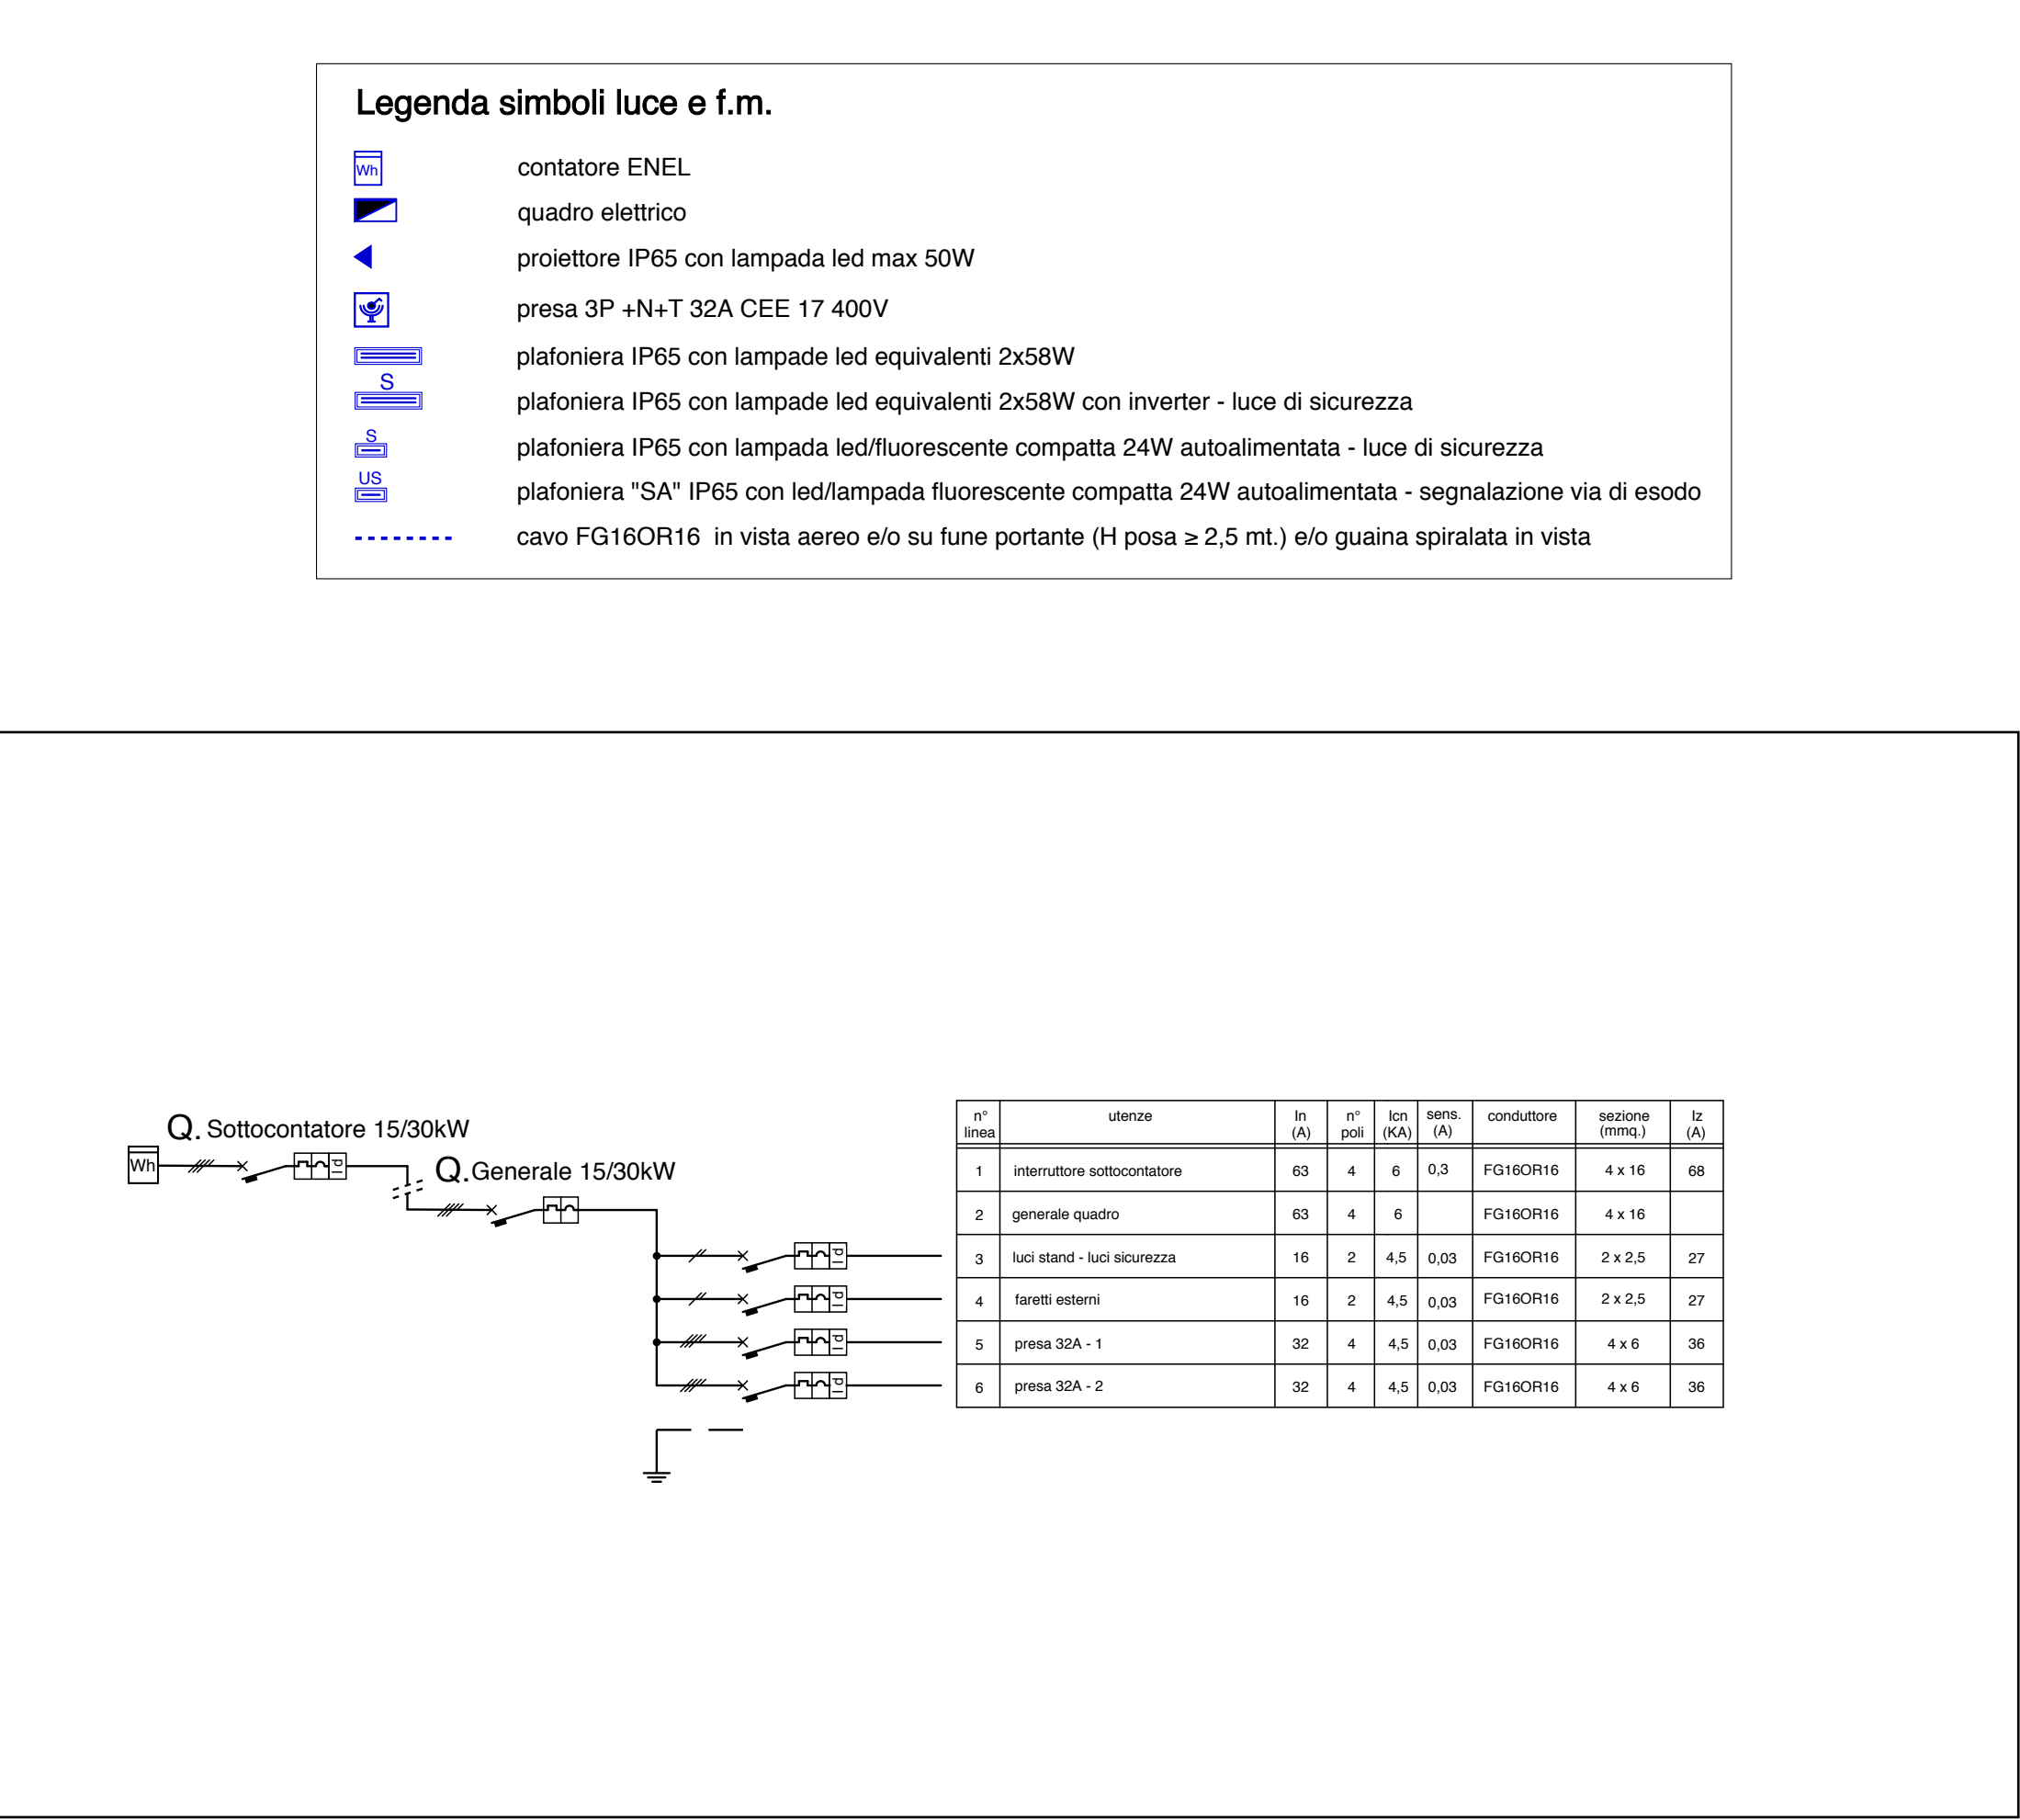 Legenda simboli luce e f.m.
Wh contatore ENEL
quadro elettrico
proiettore IP65 con lampada led max 50W
presa 3P +N+T 32A CEE 17 400V
plafoniera IP65 con lampade led equivalenti 2x58W
S
plafoniera IP65 con lampade led equivalenti 2x58W con inverter - luce di sicurezza
S
plafoniera IP65 con lampada led/fluorescente compatta 24W autoalimentata - luce di sicurezza
US
plafoniera "SA" IP65 con led/lampada fluorescente compatta 24W autoalimentata - segnalazione via di esodo
cavo FG16OR16 in vista aereo e/o su fune portante (H posa ≥ 2,5 mt.) e/o guaina spiralata in vista
Q. Sottocontatore 15/30kW
Wh
Id
Q.Generale 15/30kW
Id
Id
Id
Id
n° linea utenze In (A) n° poli Icn (KA) sens. (A) conduttore sezione (mmq.) Iz (A)
1 interruttore sottocontatore 63 4 6 0,3 FG16OR16 4 x 16 68
2 generale quadro 63 4 6 FG16OR16 4 x 16
3 luci stand - luci sicurezza 16 2 4,5 0,03 FG16OR16 2 x 2,5 27
4 faretti esterni 16 2 4,5 0,03 FG16OR16 2 x 2,5 27
5 presa 32A - 1 32 4 4,5 0,03 FG16OR16 4 x 6 36
6 presa 32A - 2 32 4 4,5 0,03 FG16OR16 4 x 6 36